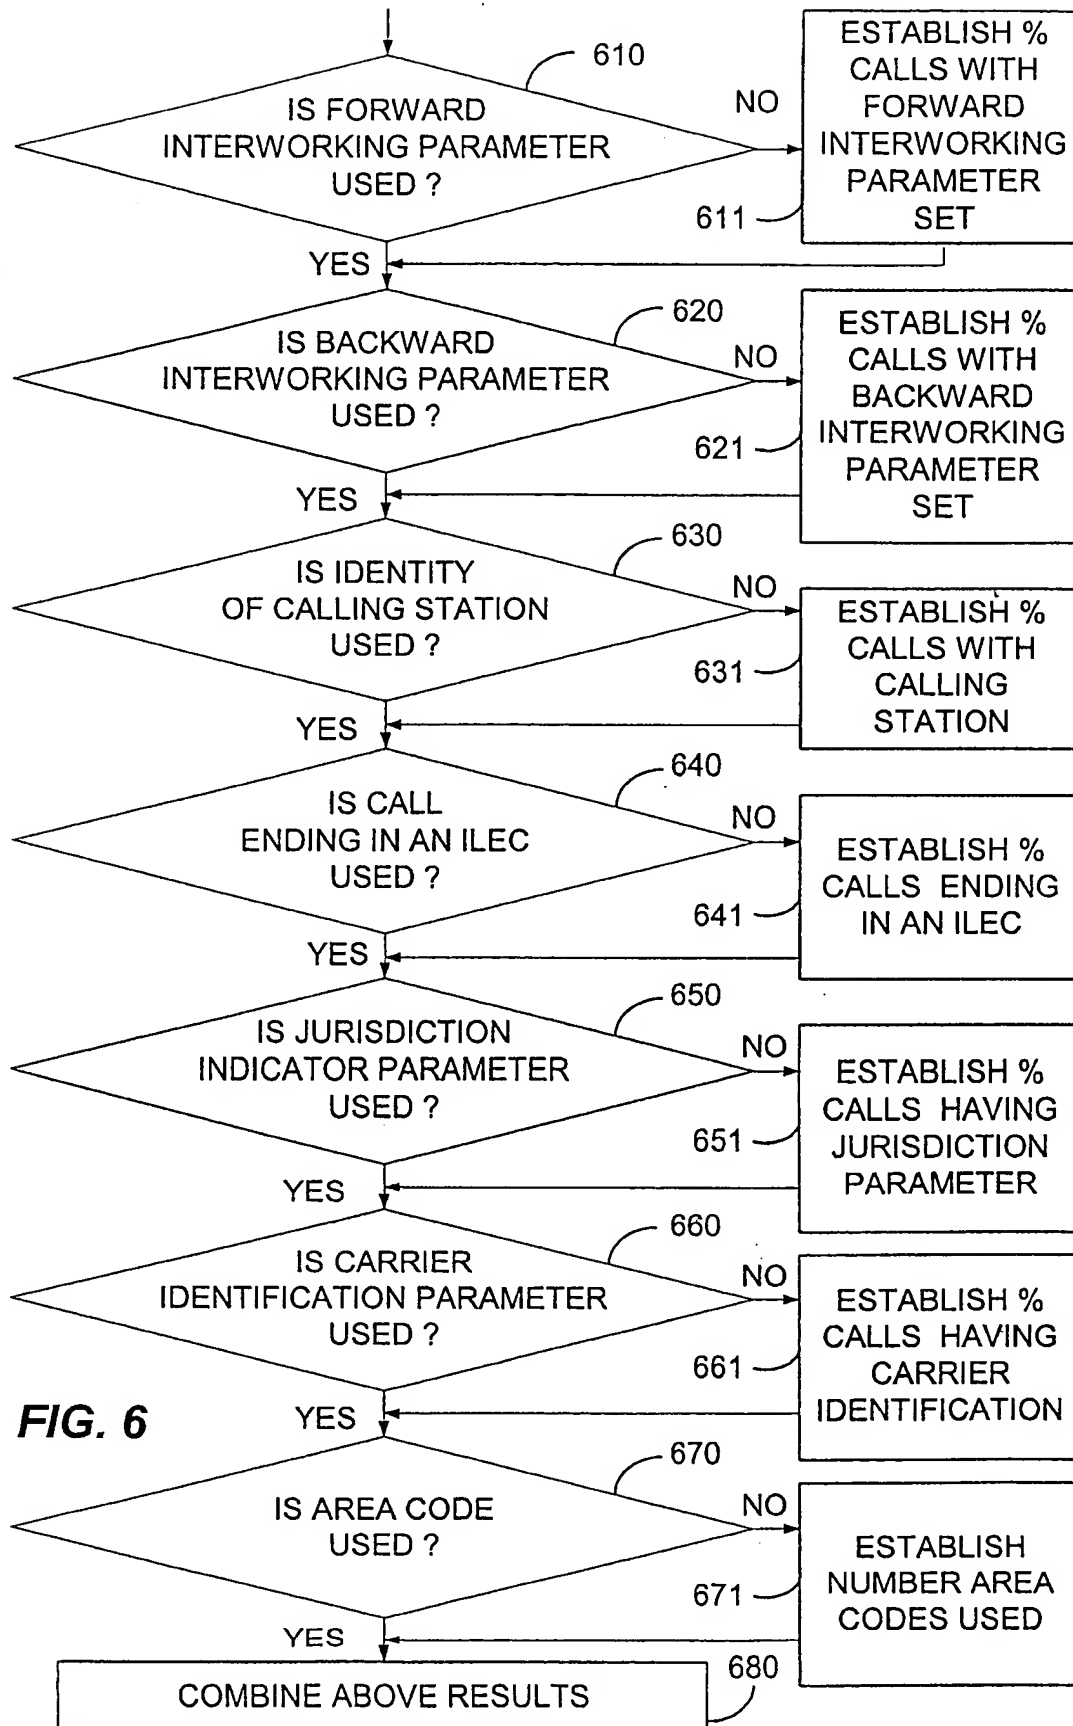 610
IS FORWARD
INTERWORKING PARAMETER
USED ?
NO
ESTABLISH %
CALLS WITH
FORWARD
INTERWORKING
PARAMETER
SET
611
YES
620
IS BACKWARD
INTERWORKING PARAMETER
USED ?
NO
ESTABLISH %
CALLS WITH
BACKWARD
INTERWORKING
PARAMETER
SET
621
YES
630
IS IDENTITY
OF CALLING STATION
USED ?
NO
ESTABLISH %
CALLS WITH
CALLING
STATION
631
YES
640
IS CALL
ENDING IN AN ILEC
USED ?
NO
ESTABLISH %
CALLS ENDING
IN AN ILEC
641
YES
650
IS JURISDICTION
INDICATOR PARAMETER
USED ?
NO
ESTABLISH %
CALLS HAVING
JURISDICTION
PARAMETER
651
YES
660
IS CARRIER
IDENTIFICATION PARAMETER
USED ?
NO
ESTABLISH %
CALLS HAVING
CARRIER
IDENTIFICATION
661
YES
FIG. 6
670
IS AREA CODE
USED ?
NO
ESTABLISH
NUMBER AREA
CODES USED
671
YES
680
COMBINE ABOVE RESULTS